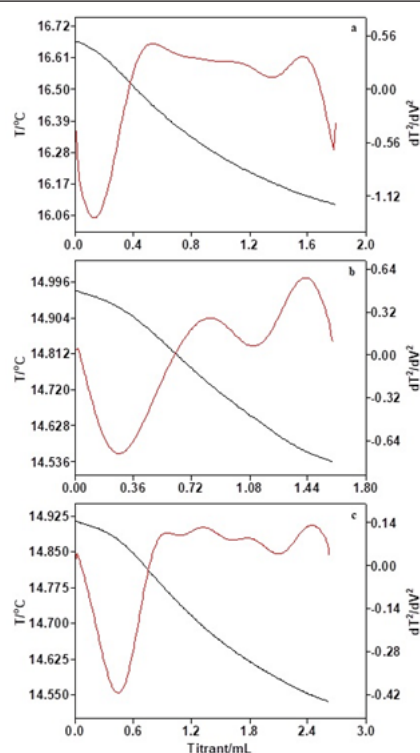 a
16.72
16.61
16.50
16.39
16.28
16.17
16.06
T/°C
0.56
0.00
-0.56
-1.12
dT²/dV²
0.0 0.4 0.8 1.2 1.6 2.0
b
14.996
14.904
14.812
14.720
14.628
14.536
T/°C
0.64
0.32
0.00
-0.32
-0.64
dT²/dV²
0.00 0.36 0.72 1.08 1.44 1.80
c
14.925
14.850
14.775
14.700
14.625
14.550
T/°C
0.14
0.00
-0.14
-0.28
-0.42
dT²/dV²
0.0 0.6 1.2 1.8 2.4 3.0
Titrant/mL